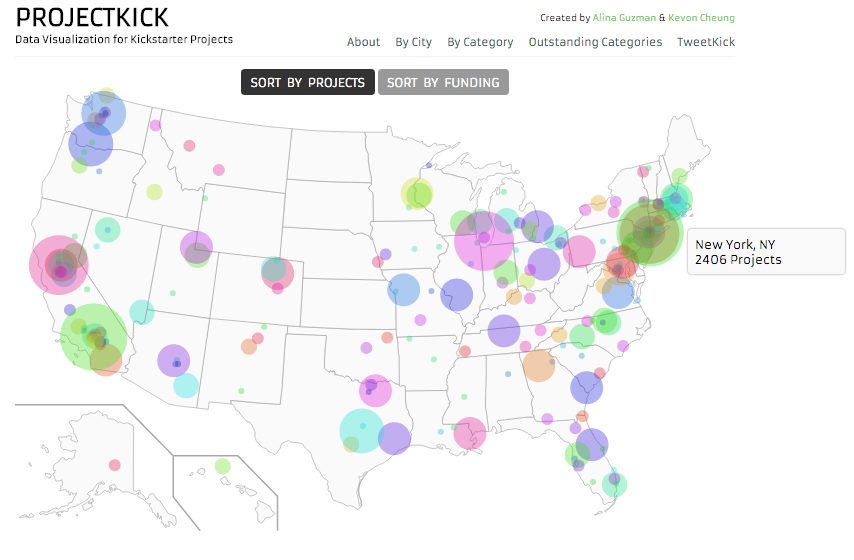 PROJECTKICK
Data Visualization for Kickstarter Projects
Created by Alina Guzman & Kevon Cheung
About By City By Category Outstanding Categories TweetKick
SORT BY PROJECTS SORT BY FUNDING
New York, NY
2406 Projects